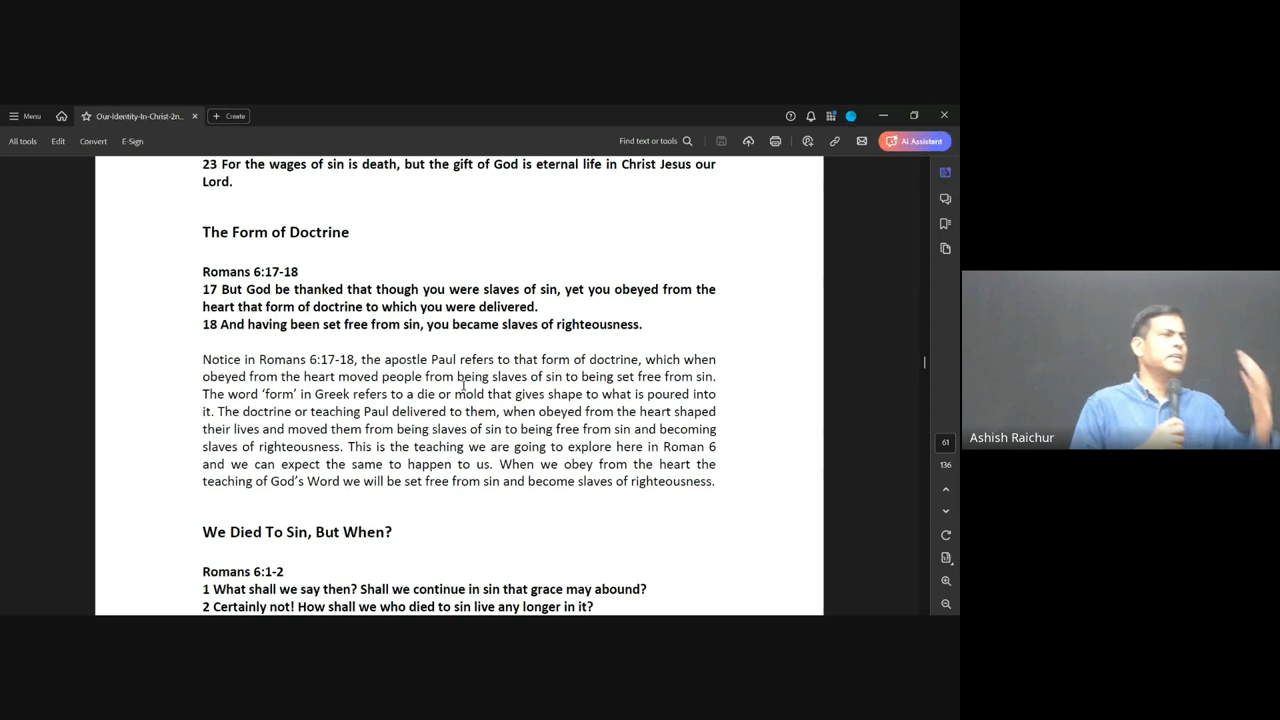 Menu
Our-Identity-In-Christ-2n...
Create
All tools
Edit
Convert
E-Sign
Find text or tools
AI Assistant
23 For the wages of sin is death, but the gift of God is eternal life in Christ Jesus our
Lord.
The Form of Doctrine
Romans 6:17-18
17 But God be thanked that though you were slaves of sin, yet you obeyed from the
heart that form of doctrine to which you were delivered.
18 And having been set free from sin, you became slaves of righteousness.
Notice in Romans 6:17-18, the apostle Paul refers to that form of doctrine, which when
obeyed from the heart moved people from being slaves of sin to being set free from sin.
The word ‘form’ in Greek refers to a die or mold that gives shape to what is poured into
it. The doctrine or teaching Paul delivered to them, when obeyed from the heart shaped
their lives and moved them from being slaves of sin to being free from sin and becoming
slaves of righteousness. This is the teaching we are going to explore here in Roman 6
and we can expect the same to happen to us. When we obey from the heart the
teaching of God’s Word we will be set free from sin and become slaves of righteousness.
We Died To Sin, But When?
Romans 6:1-2
1 What shall we say then? Shall we continue in sin that grace may abound?
2 Certainly not! How shall we who died to sin live any longer in it?
61
136
Ashish Raichur